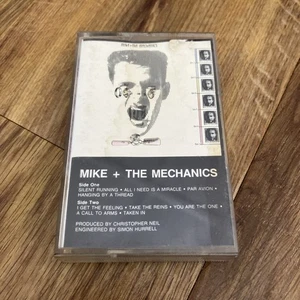 MIKE + THE MECHANICS
Side One
SILENT RUNNING • ALL I NEED IS A MIRACLE • PAR AVION •
HANGING BY A THREAD
Side Two
I GET THE FEELING • TAKE THE REINS • YOU ARE THE ONE •
A CALL TO ARMS • TAKEN IN
PRODUCED BY CHRISTOPHER NEIL
ENGINEERED BY SIMON HURRELL